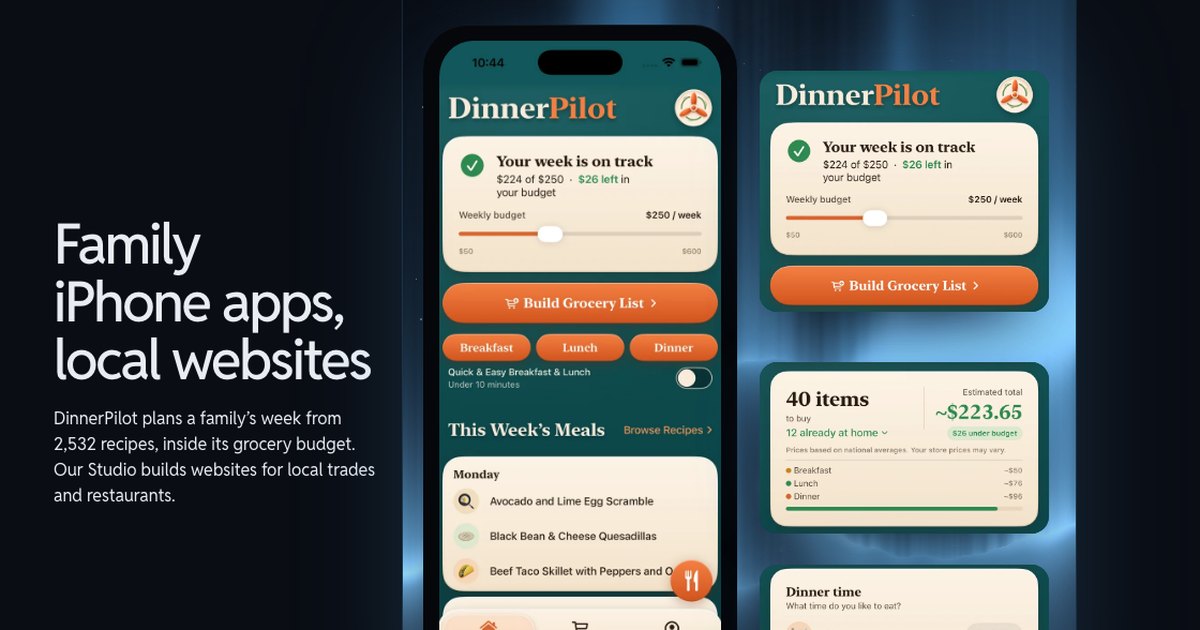 Family
iPhone apps,
local websites
DinnerPilot plans a family’s week from
2,532 recipes, inside its grocery budget.
Our Studio builds websites for local trades
and restaurants.
10:44
DinnerPilot
Your week is on track
$224 of $250 · $26 left in
your budget
Weekly budget $250 / week
$50 $600
Build Grocery List >
Breakfast Lunch Dinner
Quick & Easy Breakfast & Lunch
Under 10 minutes
This Week’s Meals Browse Recipes >
Monday
Avocado and Lime Egg Scramble
Black Bean & Cheese Quesadillas
Beef Taco Skillet with Peppers and O
DinnerPilot
Your week is on track
$224 of $250 · $26 left in
your budget
Weekly budget $250 / week
$50 $600
Build Grocery List >
40 items
to buy
12 already at home
Estimated total
~$223.65
$26 under budget
Prices based on national averages. Your store prices may vary.
Breakfast ~$50
Lunch ~$76
Dinner ~$96
Dinner time
What time do you like to eat?